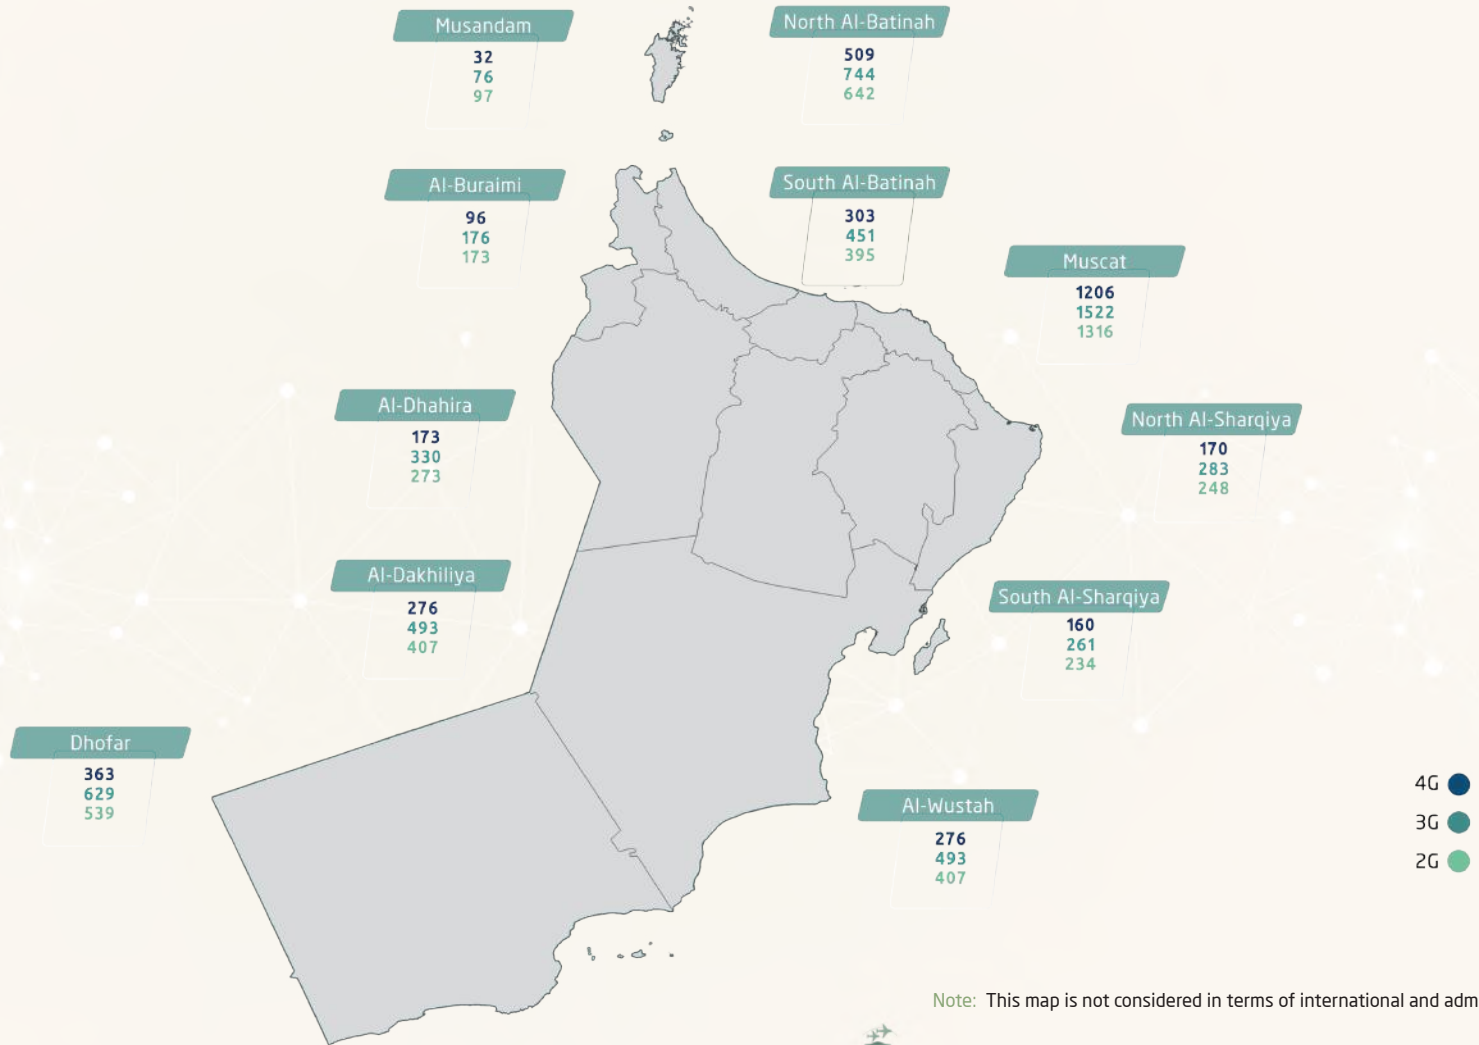 Musandam
32
76
97
North Al-Batinah
509
744
642
Al-Buraimi
96
176
173
South Al-Batinah
303
451
395
Muscat
1206
1522
1316
Al-Dhahira
173
330
273
North Al-Sharqiya
170
283
248
Al-Dakhiliya
276
493
407
South Al-Sharqiya
160
261
234
Dhofar
363
629
539
Al-Wustah
276
493
407
4G
3G
2G
Note: This map is not considered in terms of international and adm